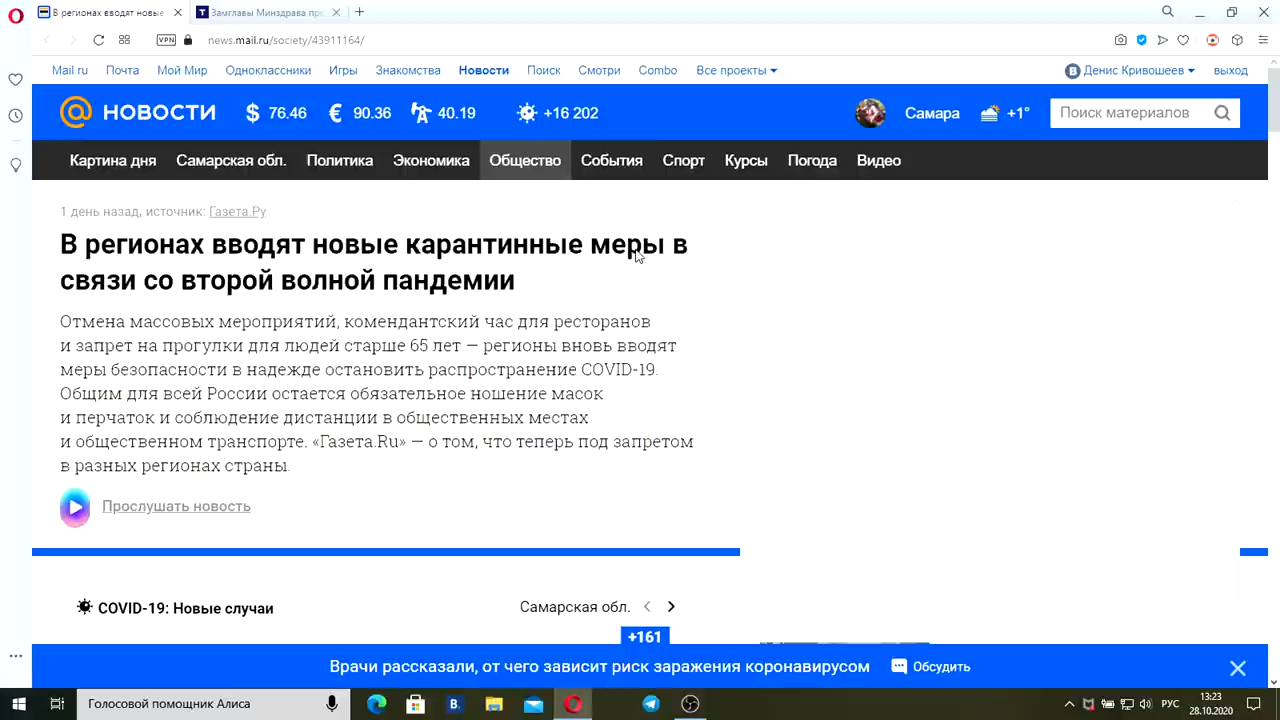 В регионах вводят новые
Замглавы Минздрава пр
VPN
news.mail.ru/society/43911164/
Mail.ru Почта Мой Мир Одноклассники Игры Знакомства Новости Поиск Смотри Combo Все проекты
Денис Кривошеев выход
НОВОСТИ $ 76.46 € 90.36 40.19 +16 202
Самара +1° Поиск материалов
Картина дня Самарская обл. Политика Экономика Общество События Спорт Курсы Погода Видео
1 день назад, источник: Газета.Ру
В регионах вводят новые карантинные меры в
связи со второй волной пандемии
Отмена массовых мероприятий, комендантский час для ресторанов
и запрет на прогулки для людей старше 65 лет — регионы вновь вводят
меры безопасности в надежде остановить распространение COVID-19.
Общим для всей России остается обязательное ношение масок
и перчаток и соблюдение дистанции в общественных местах
и общественном транспорте. «Газета.Ru» — о том, что теперь под запретом
в разных регионах страны.
Прослушать новость
COVID-19: Новые случаи
Самарская обл.
+161
Врачи рассказали, от чего зависит риск заражения коронавирусом Обсудить
Голосовой помощник Алиса
РУС
13:23
28.10.2020